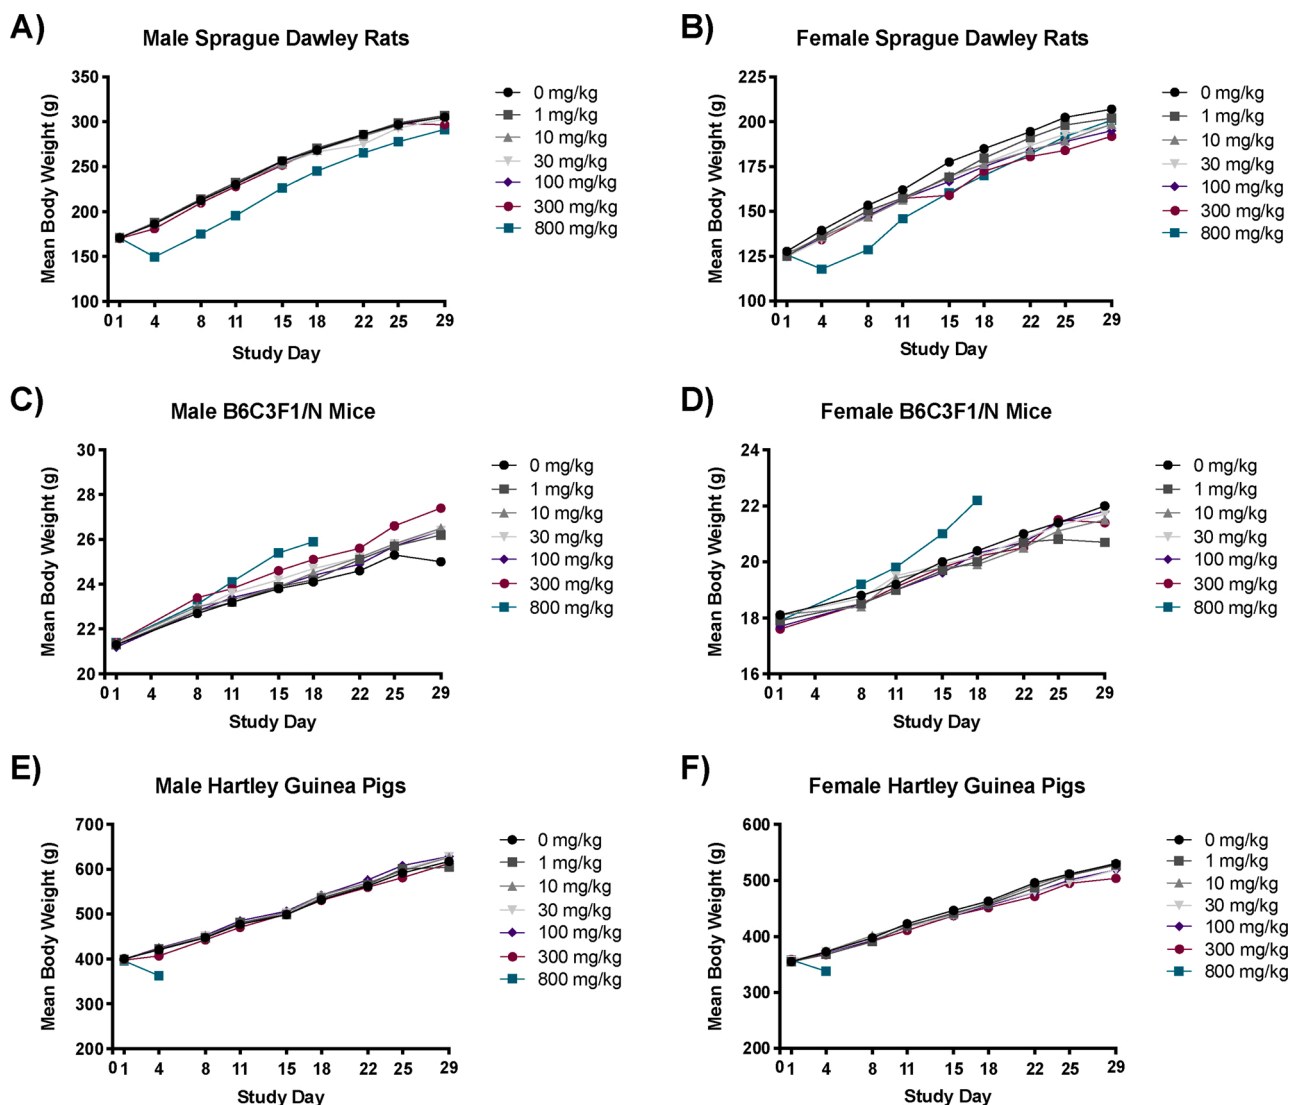 A)
Male Sprague Dawley Rats
Mean Body Weight (g)
350
300
250
200
150
100
0 1 4 8 11 15 18 22 25 29
Study Day
0 mg/kg
1 mg/kg
10 mg/kg
30 mg/kg
100 mg/kg
300 mg/kg
800 mg/kg
B)
Female Sprague Dawley Rats
Mean Body Weight (g)
225
200
175
150
125
100
0 1 4 8 11 15 18 22 25 29
Study Day
0 mg/kg
1 mg/kg
10 mg/kg
30 mg/kg
100 mg/kg
300 mg/kg
800 mg/kg
C)
Male B6C3F1/N Mice
Mean Body Weight (g)
30
28
26
24
22
20
0 1 4 8 11 15 18 22 25 29
Study Day
0 mg/kg
1 mg/kg
10 mg/kg
30 mg/kg
100 mg/kg
300 mg/kg
800 mg/kg
D)
Female B6C3F1/N Mice
Mean Body Weight (g)
24
22
20
18
16
0 1 4 8 11 15 18 22 25 29
Study Day
0 mg/kg
1 mg/kg
10 mg/kg
30 mg/kg
100 mg/kg
300 mg/kg
800 mg/kg
E)
Male Hartley Guinea Pigs
Mean Body Weight (g)
700
600
500
400
300
200
0 1 4 8 11 15 18 22 25 29
Study Day
0 mg/kg
1 mg/kg
10 mg/kg
30 mg/kg
100 mg/kg
300 mg/kg
800 mg/kg
F)
Female Hartley Guinea Pigs
Mean Body Weight (g)
600
500
400
300
200
0 1 4 8 11 15 18 22 25 29
Study Day
0 mg/kg
1 mg/kg
10 mg/kg
30 mg/kg
100 mg/kg
300 mg/kg
800 mg/kg